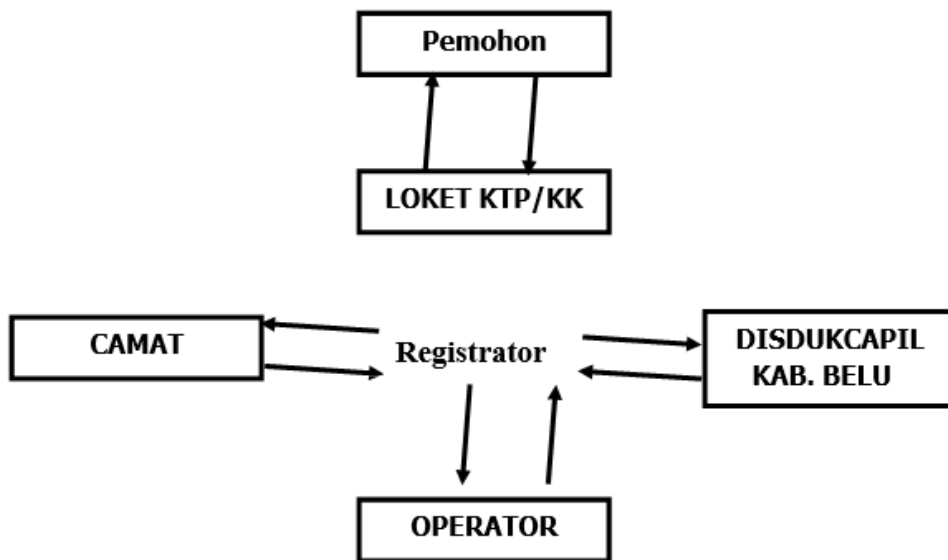 Pemohon
LOKET KTP/KK
CAMAT
Registrator
DISDUKCAPIL
KAB. BELU
OPERATOR